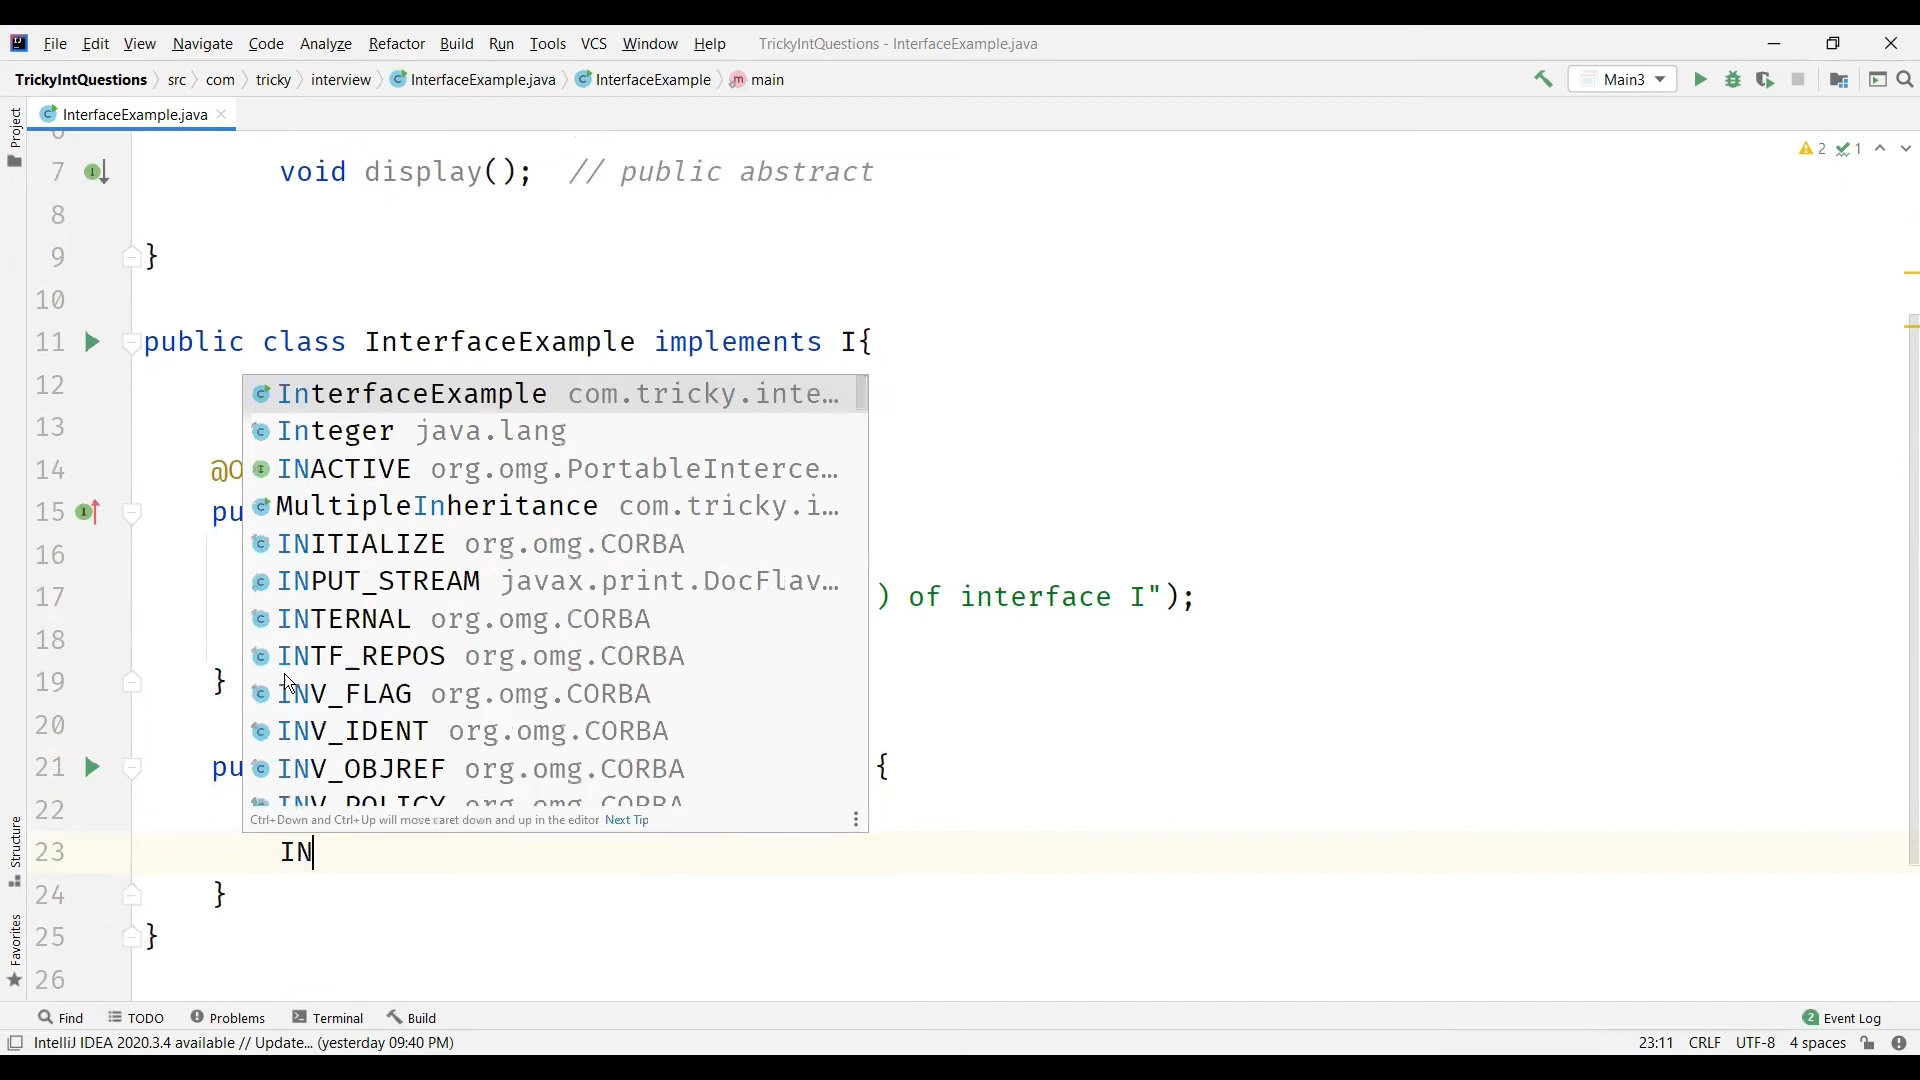 File Edit View Navigate Code Analyze Refactor Build Run Tools VCS Window Help TrickyIntQuestions - InterfaceExample.java
TrickyIntQuestions src com tricky interview InterfaceExample.java InterfaceExample main Main3
Project
InterfaceExample.java
2 1
7 void display(); // public abstract
8
9 }
10
11 public class InterfaceExample implements I{
12
InterfaceExample com.tricky.inte…
13
Integer java.lang
14 @O
INACTIVE org.omg.PortableInterce…
MultipleInheritance com.tricky.i…
15 pu
16
INITIALIZE org.omg.CORBA
INPUT_STREAM javax.print.DocFlav…
17 ) of interface I");
INTERNAL org.omg.CORBA
18
INTF_REPOS org.omg.CORBA
19 }
INV_FLAG org.omg.CORBA
20
INV_IDENT org.omg.CORBA
21 pu {
INV_OBJREF org.omg.CORBA
INV_POLICY org.omg.CORBA
22
Ctrl+Down and Ctrl+Up will move caret down and up in the editor Next Tip
23 IN
24 }
25 }
26
Structure
Favorites
Find TODO Problems Terminal Build 2 Event Log
IntelliJ IDEA 2020.3.4 available // Update... (yesterday 09:40 PM) 23:11 CRLF UTF-8 4 spaces